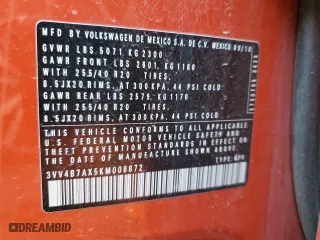 MFD BY VOLKSWAGEN DE MEXICO S.A. DE C.V. MEXICO 09/18
GVWR LBS 5071 KG 2300
GAWR FRONT LBS 2601 KG 1180
WITH 255/40 R20 TIRES.
8.5JX20 RIMS. AT 300 KPA, 44 PSI COLD
GAWR REAR LBS 2579, KG 1170
WITH 255/40 R20 TIRES.
8.5JX20 RIMS. AT 300 KPA, 44 PSI COLD
THIS MOTOR VEHICLE CONFORMS TO ALL APPLICABLE
U.S. FEDERAL MOTOR VEHICLE SAFETY AND
THEFT PREVENTION STANDARDS IN EFFECT ON THE
DATE OF MANUFACTURE SHOWN ABOVE.
3VV4B7AX5KM008872 TYPE: MPV
DREAMBID